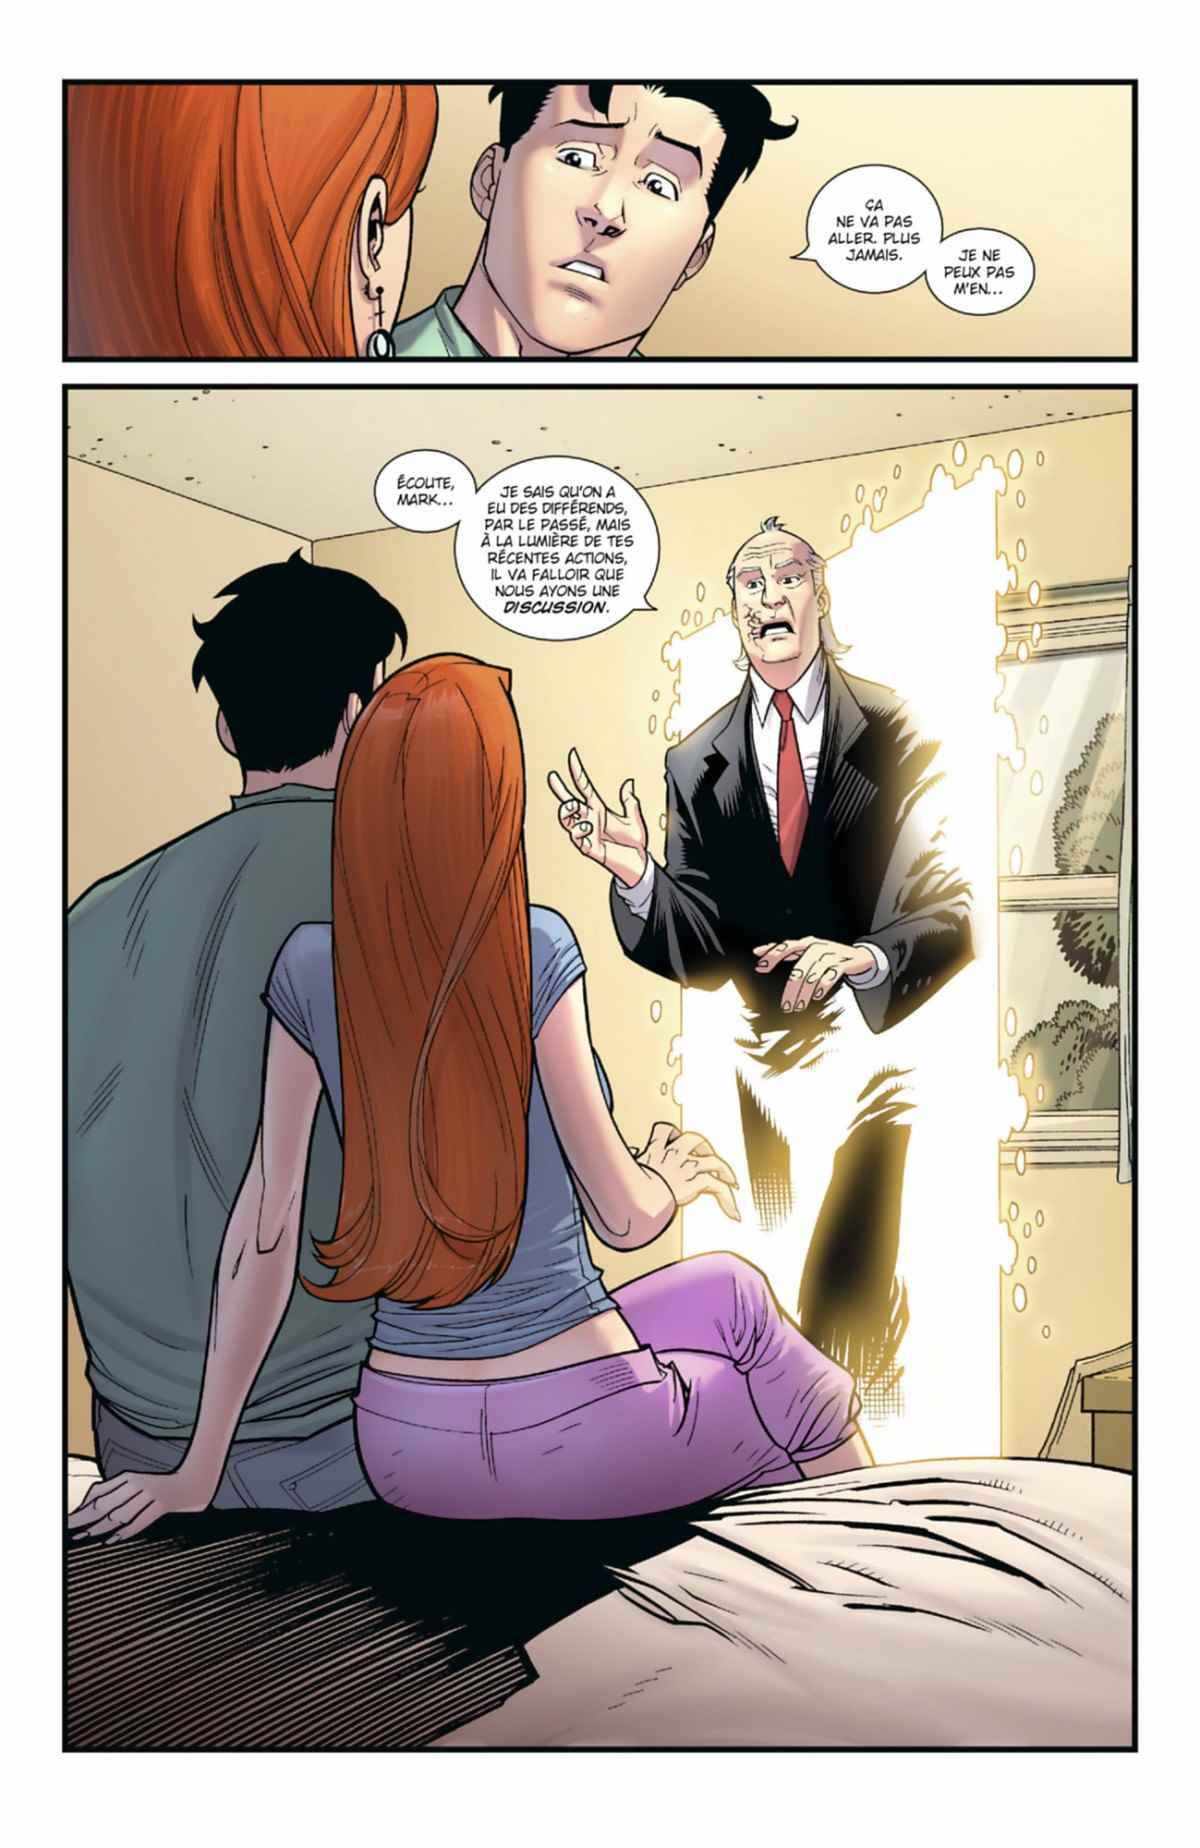 ÇA
NE VA PAS
ALLER. PLUS
JAMAIS.
JE NE
PEUX PAS
M'EN...
ÉCOUTE,
MARK...
JE SAIS QU'ON A
EU DES DIFFÉRENDS,
PAR LE PASSÉ, MAIS
À LA LUMIÈRE DE TES
RÉCENTES ACTIONS,
IL VA FALLOIR QUE
NOUS AYONS UNE
DISCUSSION.